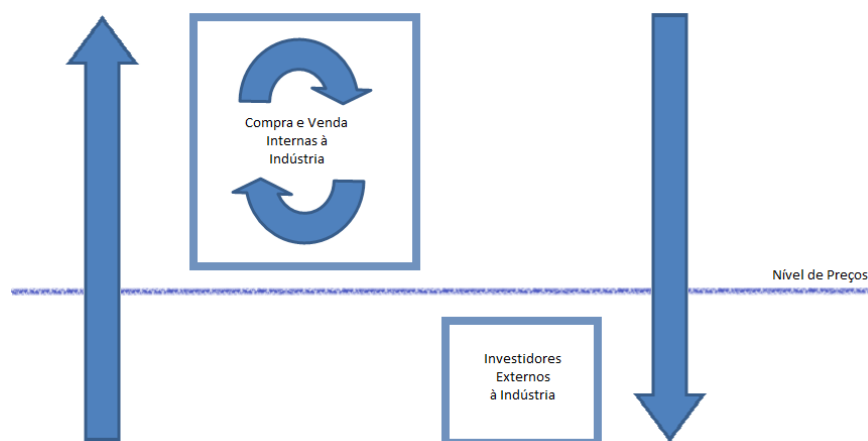 Compra e Venda
Internas à
Indústria
Nível de Preços
Investidores
Externos
à Indústria